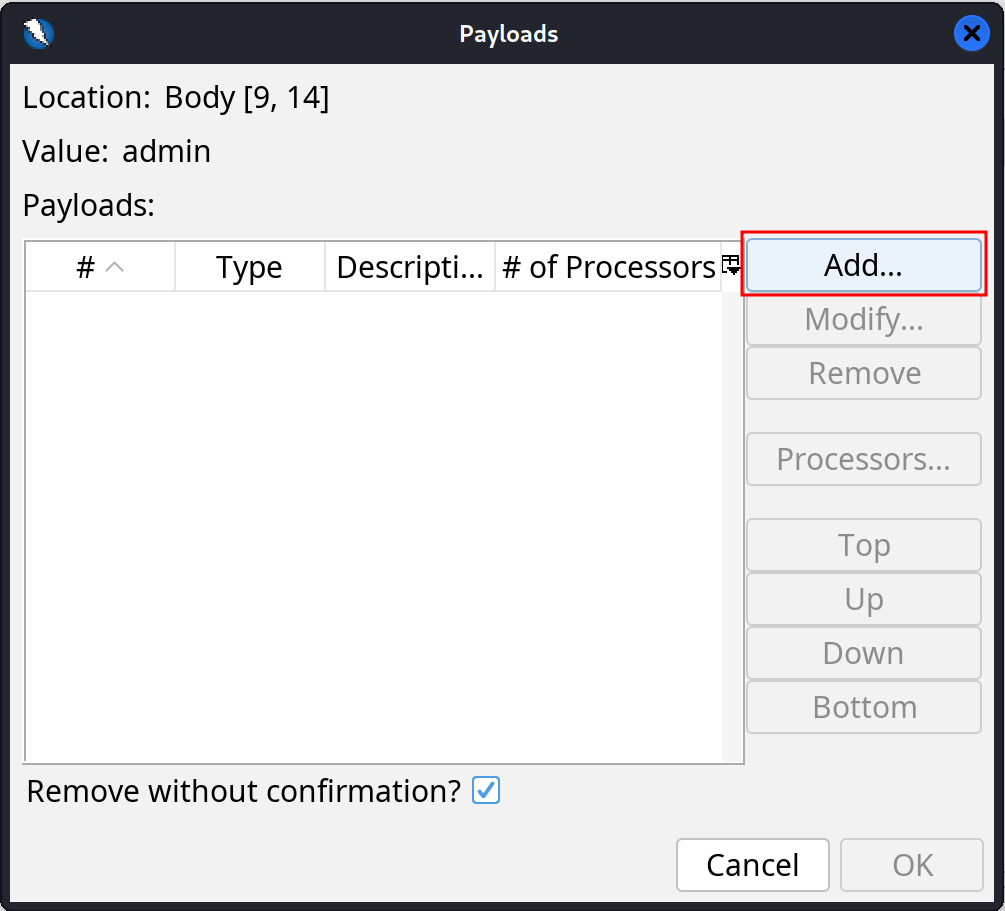 Payloads
Location: Body [9, 14]
Value: admin
Payloads:
# Type Descripti... # of Processors
Add...
Modify...
Remove
Processors...
Top
Up
Down
Bottom
Remove without confirmation?
Cancel OK